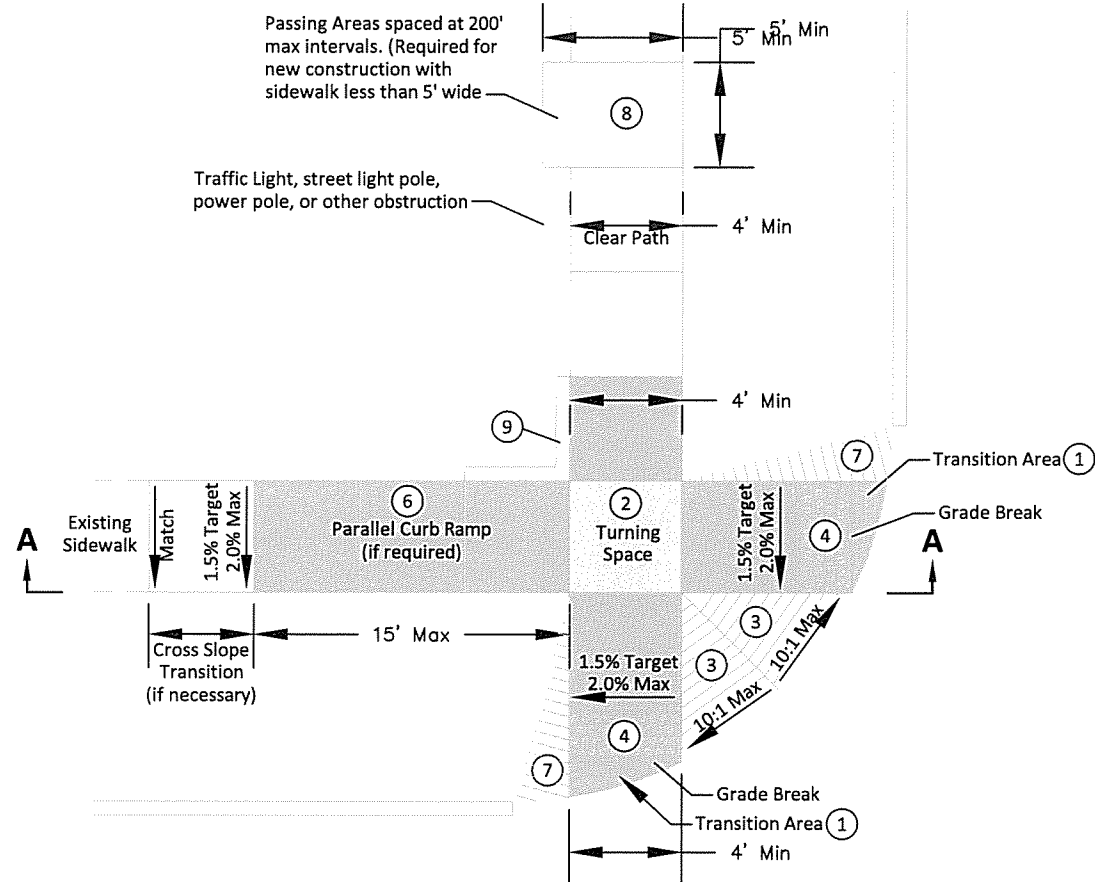 Passing Areas spaced at 200'
max intervals. (Required for
new construction with
sidewalk less than 5' wide
5' Min
5' Min
8
Traffic Light, street light pole,
power pole, or other obstruction
4' Min
Clear Path
4' Min
9
7
Transition Area 1
Grade Break
6
Parallel Curb Ramp
(if required)
2
Turning
Space
4
1.5% Target
2.0% Max
A
Existing
Sidewalk
Match
1.5% Target
2.0% Max
A
15' Max
Cross Slope
Transition
(if necessary)
3
3
10:1 Max
10:1 Max
1.5% Target
2.0% Max
4
7
Grade Break
Transition Area 1
4' Min